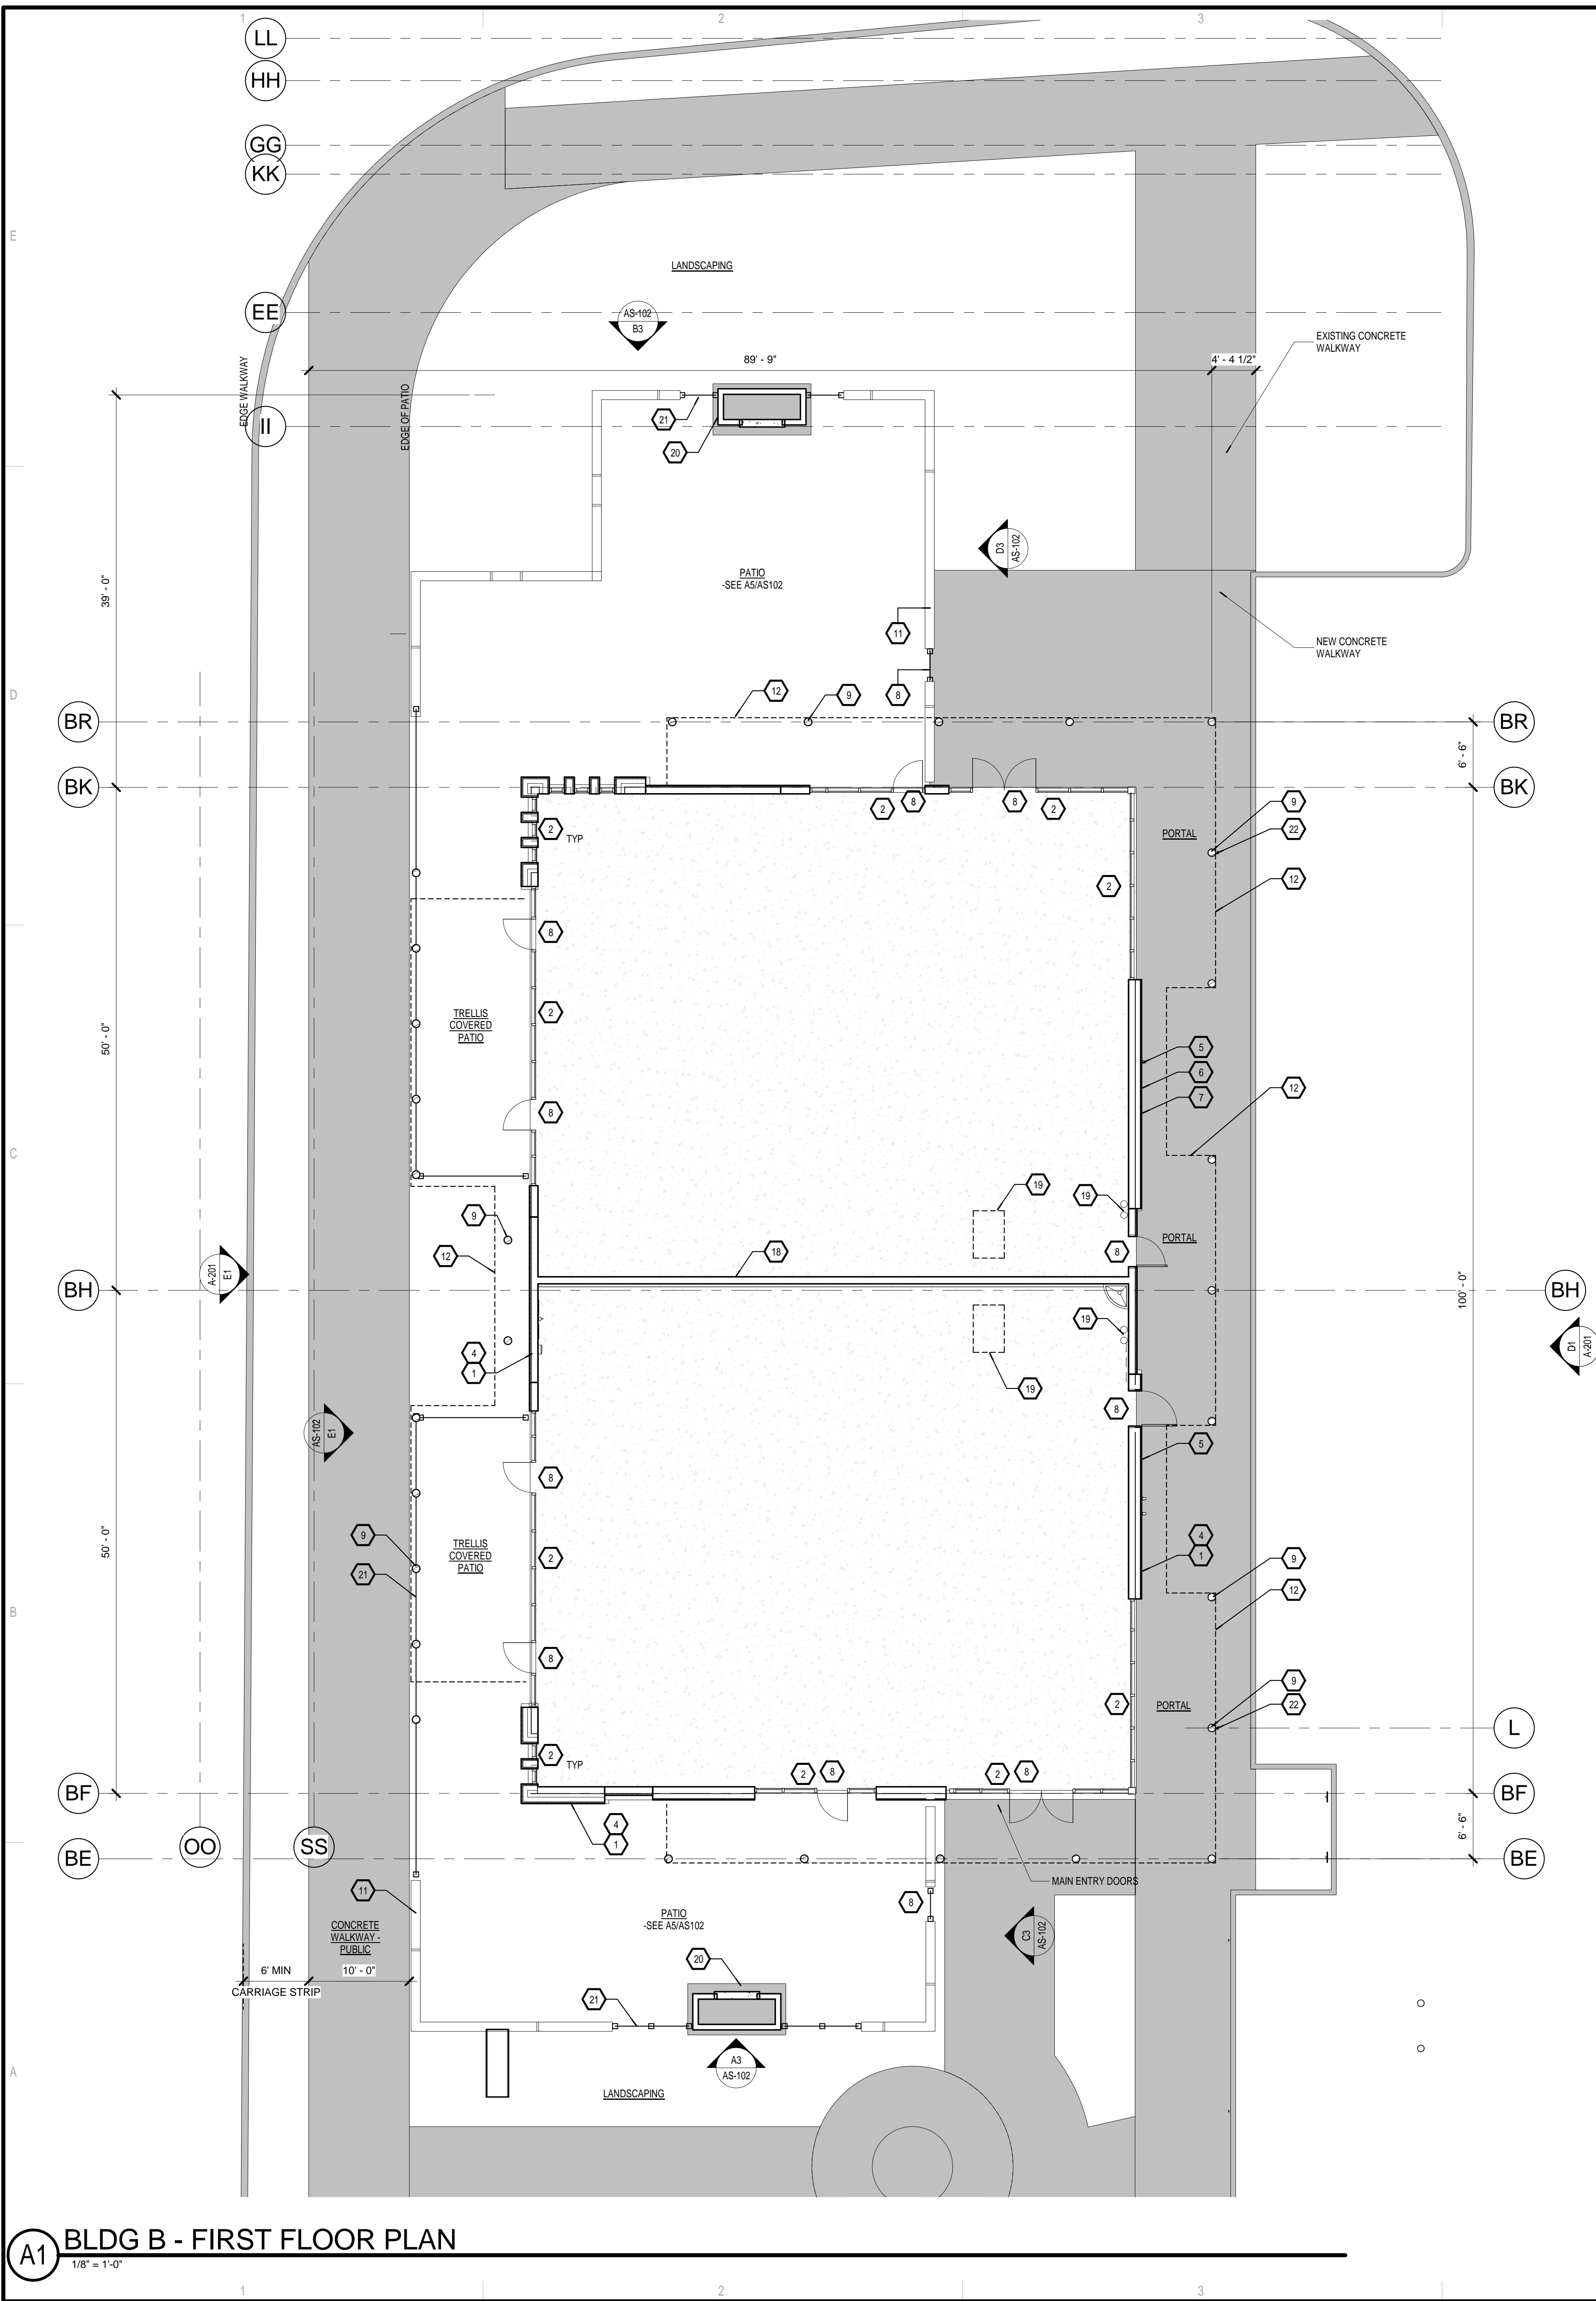 1
2
3
LL
HH
GG
KK
E
LANDSCAPING
EE
AS-102
B3
EXISTING CONCRETE
WALKWAY
89' - 9"
4' - 4 1/2"
EDGE WALKWAY
EDGE OF PATIO
II
21
20
D3
AS-102
PATIO
-SEE A5/AS102
39' - 0"
11
NEW CONCRETE
WALKWAY
8
D
12
9
BR
BR
6' - 6"
BK
BK
2
8
8
2
9
22
2
TYP
PORTAL
12
2
8
TRELLIS
COVERED
PATIO
2
50' - 0"
5
6
7
12
8
C
19
19
9
PORTAL
12
18
8
A-201
E1
BH
BH
100' - 0"
19
D1
A-201
4
1
19
8
AS-102
E1
5
8
9
21
TRELLIS
COVERED
PATIO
2
50' - 0"
4
1
9
12
B
8
9
22
2
PORTAL
L
2
TYP
2
8
2
8
BF
BF
4
1
6' - 6"
OO
SS
BE
BE
MAIN ENTRY DOORS
11
8
CONCRETE
WALKWAY -
PUBLIC
PATIO
-SEE A5/AS102
C3
AS-102
20
6' MIN
10' - 0"
CARRIAGE STRIP
21
A3
AS-102
A
LANDSCAPING
A1
BLDG B - FIRST FLOOR PLAN
1/8" = 1'-0"
1
2
3